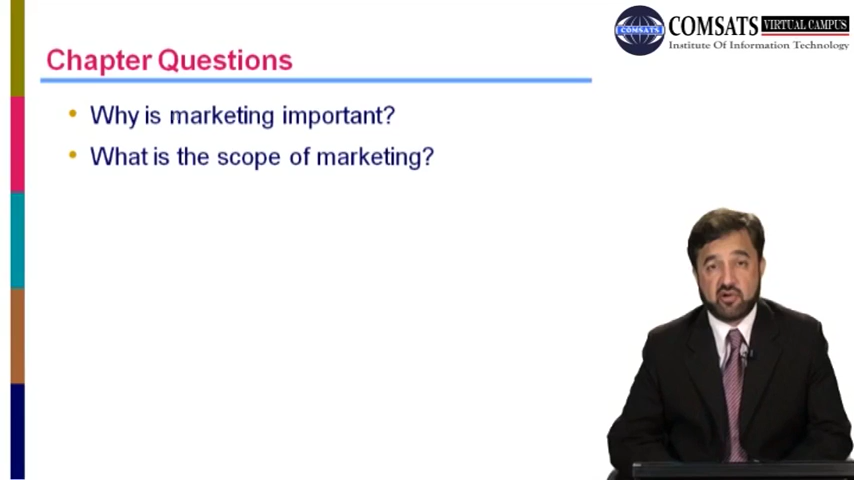 COMSATS VIRTUAL CAMPUS
COMSATS
Institute Of Information Technology
Chapter Questions
• Why is marketing important?
• What is the scope of marketing?